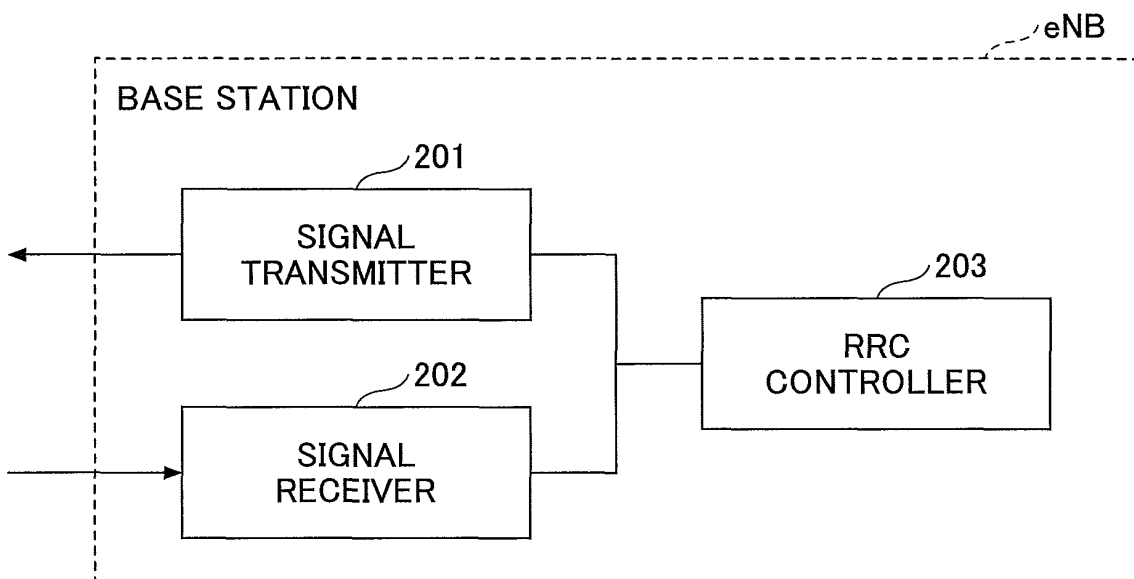 eNB
BASE STATION
201
SIGNAL
TRANSMITTER
203
RRC
CONTROLLER
202
SIGNAL
RECEIVER